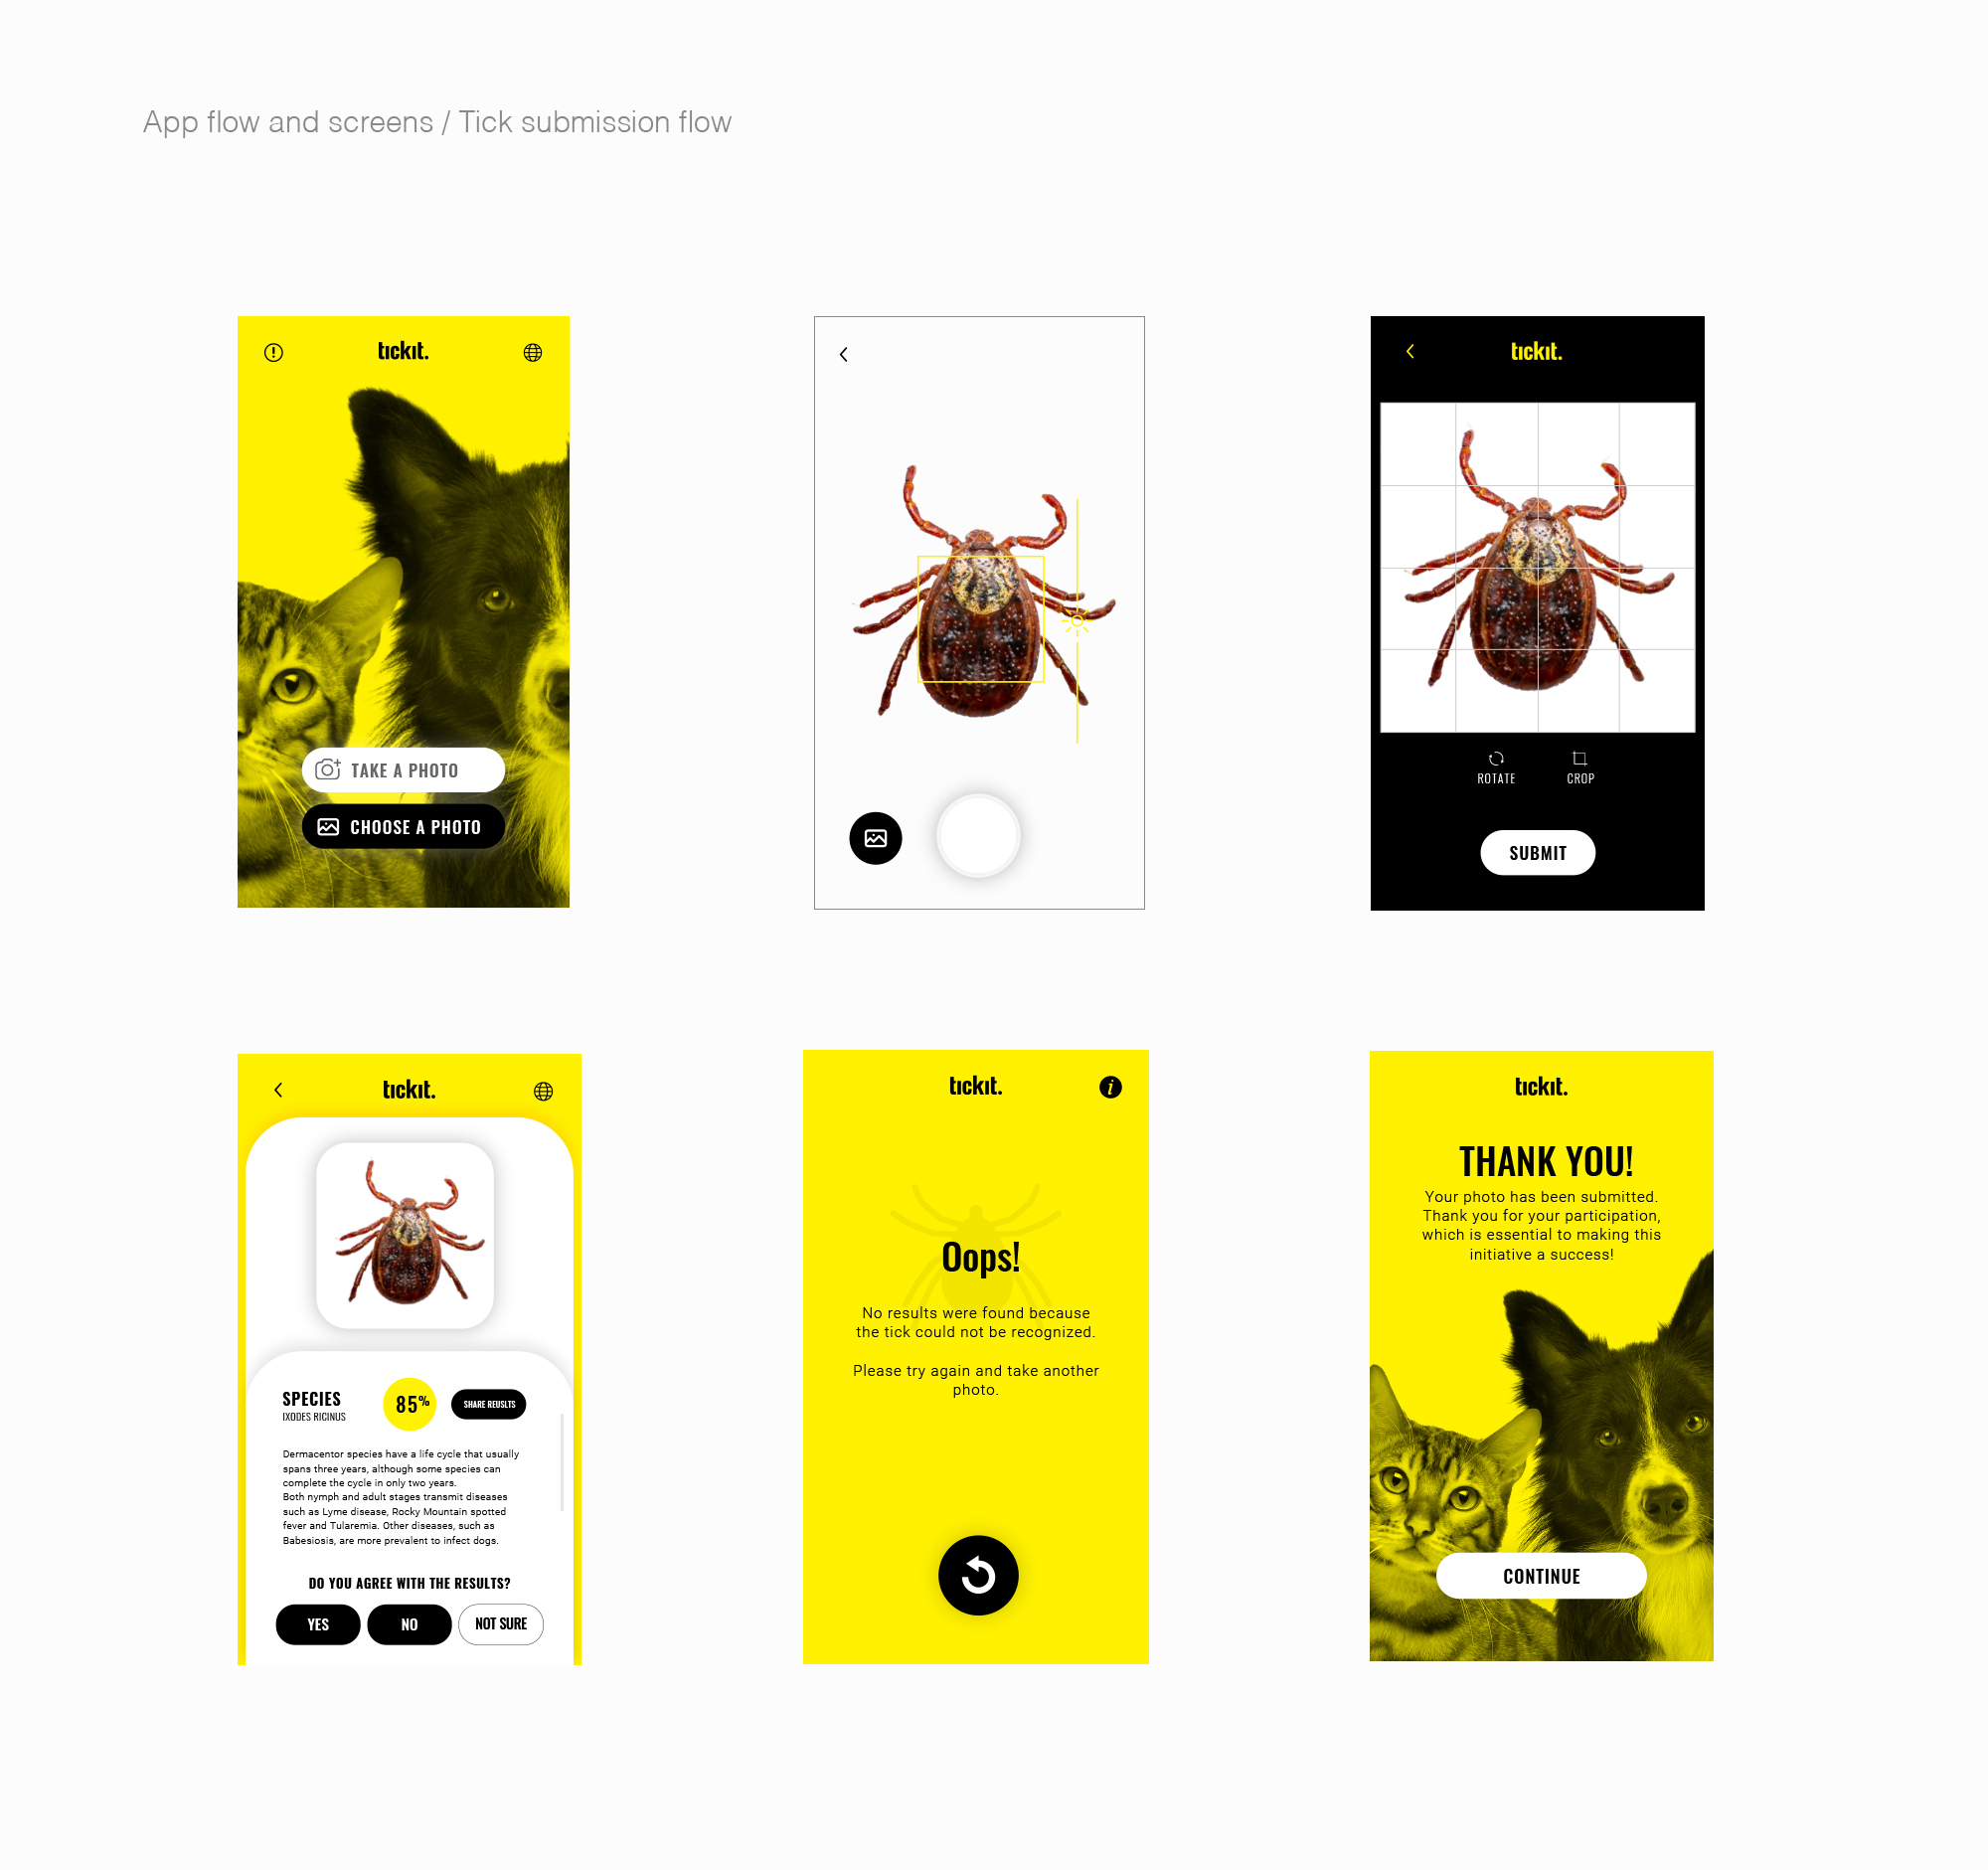 App flow and screens / Tick submission flow
tıckıt.
TAKE A PHOTO
CHOOSE A PHOTO
tıckıt.
ROTATE
CROP
SUBMIT
tıckıt.
SPECIES
IXODES RICINUS
85%
SHARE REUSLTS
Dermacentor species have a life cycle that usually
spans three years, although some species can
complete the cycle in only two years.
Both nymph and adult stages transmit diseases
such as Lyme disease, Rocky Mountain spotted
fever and Tularemia. Other diseases, such as
Babesiosis, are more prevalent to infect dogs.
DO YOU AGREE WITH THE RESULTS?
YES
NO
NOT SURE
tıckıt.
Oops!
No results were found because
the tick could not be recognized.
Please try again and take another
photo.
tıckıt.
THANK YOU!
Your photo has been submitted.
Thank you for your participation,
which is essential to making this
initiative a success!
CONTINUE